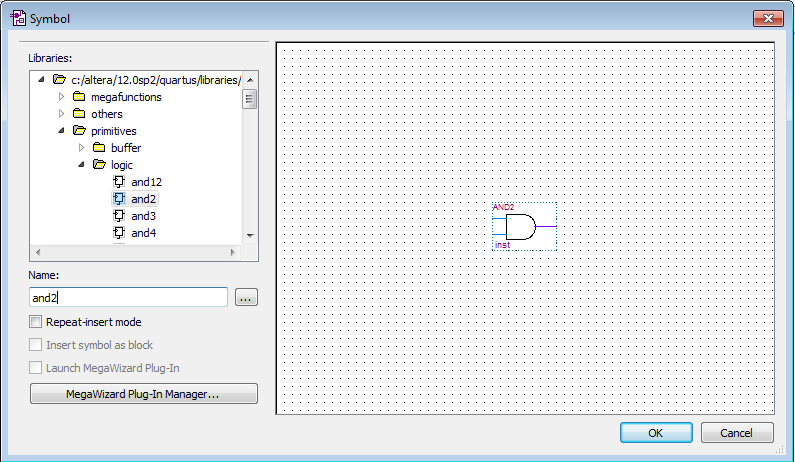 Symbol
Libraries:
c:/altera/12.0sp2/quartus/libraries/
megafunctions
others
primitives
buffer
logic
and12
and2
and3
and4
Name:
and2
...
Repeat-insert mode
Insert symbol as block
Launch MegaWizard Plug-In
MegaWizard Plug-In Manager...
AND2
inst
OK
Cancel